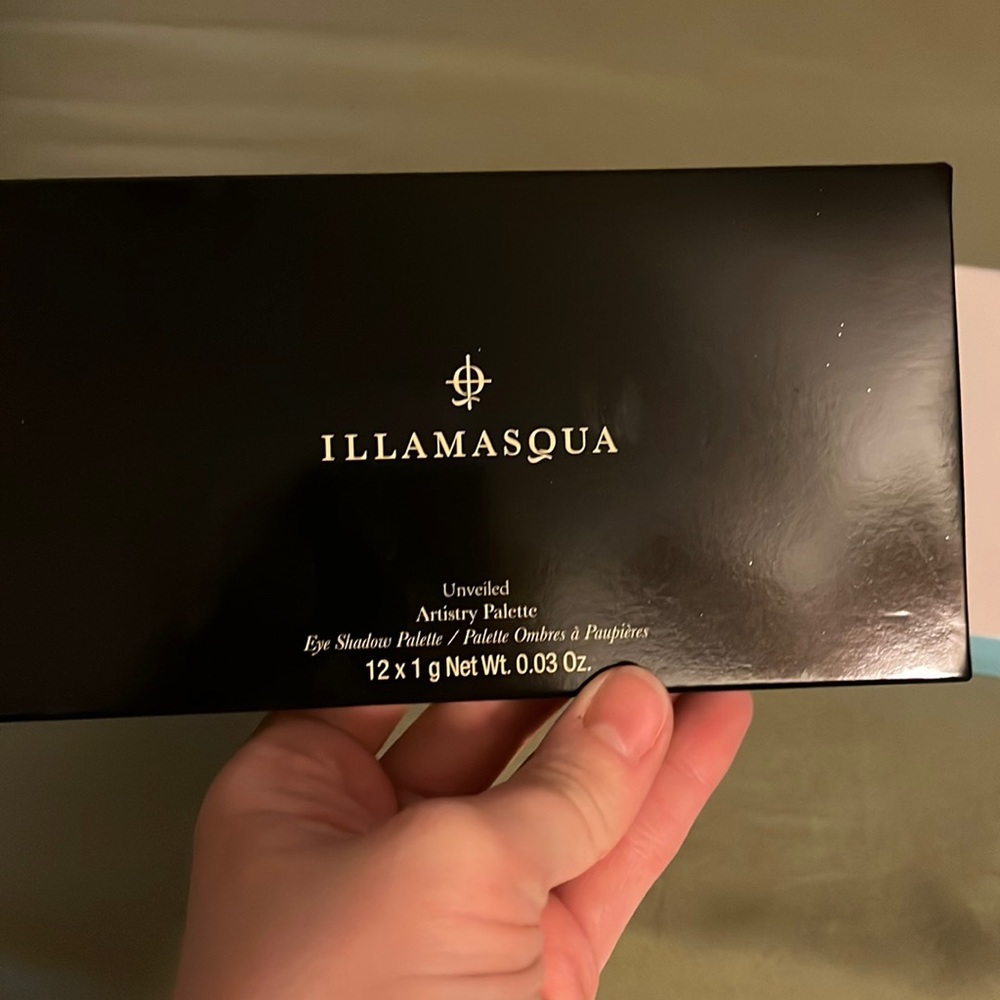 ILLAMASQUA
Unveiled
Artistry Palette
Eye Shadow Palette / Palette Ombres à Paupières
12 x 1 g Net Wt. 0.03 Oz.